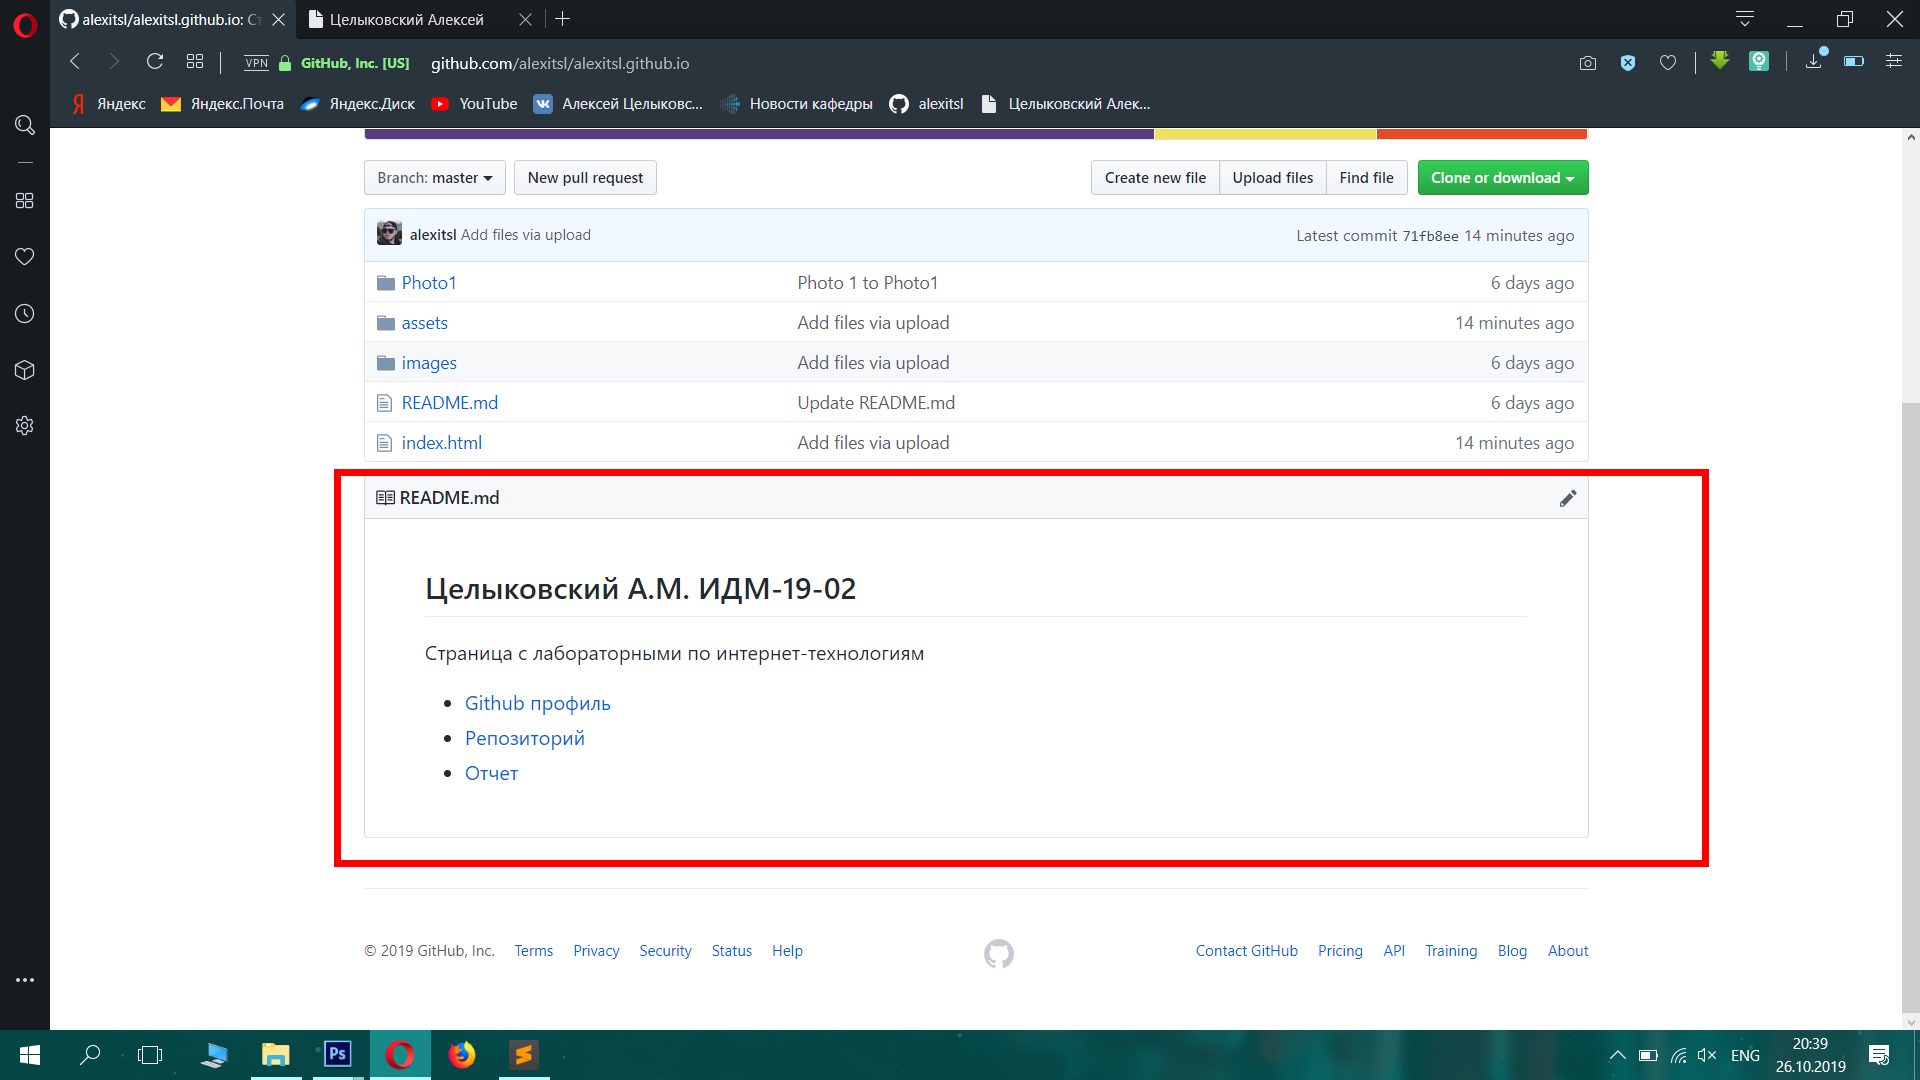 alexitsl/alexitsl.github.io: Ст
Целыковский Алексей
VPN GitHub, Inc. [US] github.com/alexitsl/alexitsl.github.io
Яндекс Яндекс.Почта Яндекс.Диск YouTube Алексей Целыковс... Новости кафедры alexitsl Целыковский Алек...
Branch: master New pull request Create new file Upload files Find file Clone or download
alexitsl Add files via upload Latest commit 71fb8ee 14 minutes ago
Photo1 Photo 1 to Photo1 6 days ago
assets Add files via upload 14 minutes ago
images Add files via upload 6 days ago
README.md Update README.md 6 days ago
index.html Add files via upload 14 minutes ago
README.md
Целыковский А.М. ИДМ-19-02
Страница с лабораторными по интернет-технологиям
Github профиль
Репозиторий
Отчет
© 2019 GitHub, Inc. Terms Privacy Security Status Help Contact GitHub Pricing API Training Blog About
Ps
ENG
20:39
26.10.2019